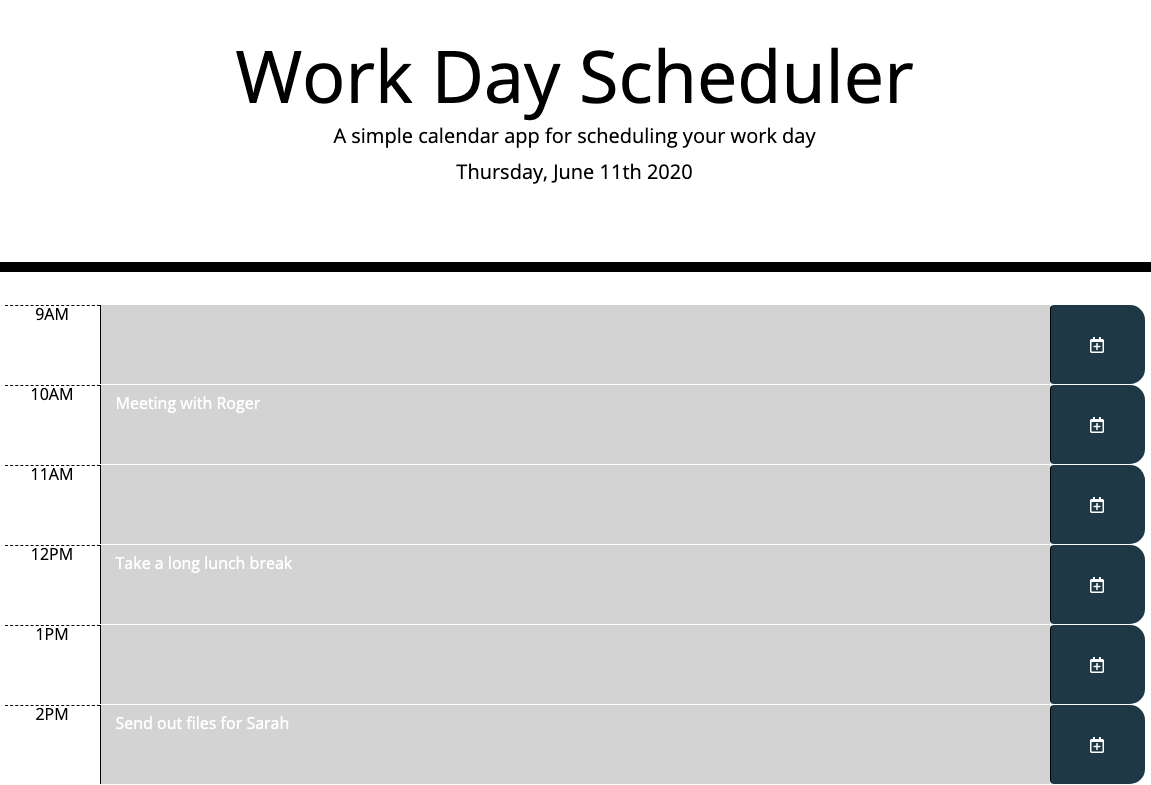 Work Day Scheduler
A simple calendar app for scheduling your work day
Thursday, June 11th 2020
9AM
10AM
Meeting with Roger
11AM
12PM
Take a long lunch break
1PM
2PM
Send out files for Sarah